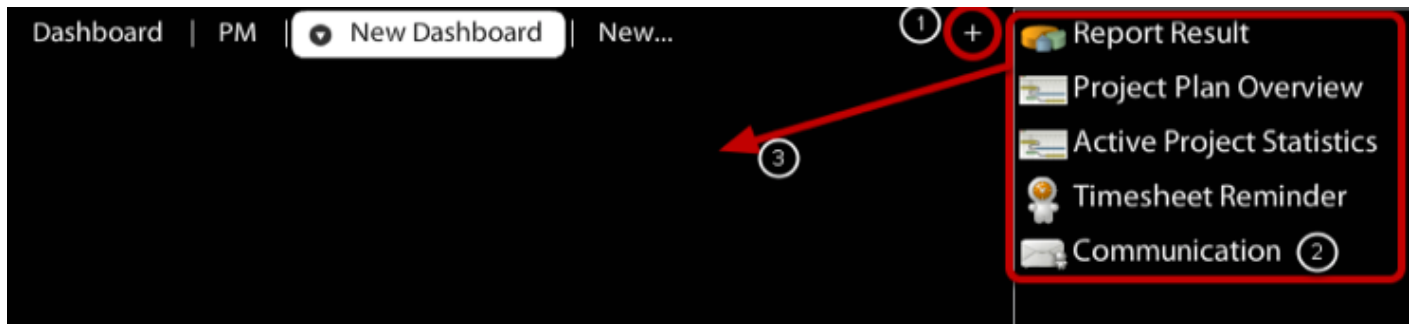 Dashboard | PM | New Dashboard | New... 1 +
Report Result
Project Plan Overview
3 Active Project Statistics
Timesheet Reminder
Communication 2